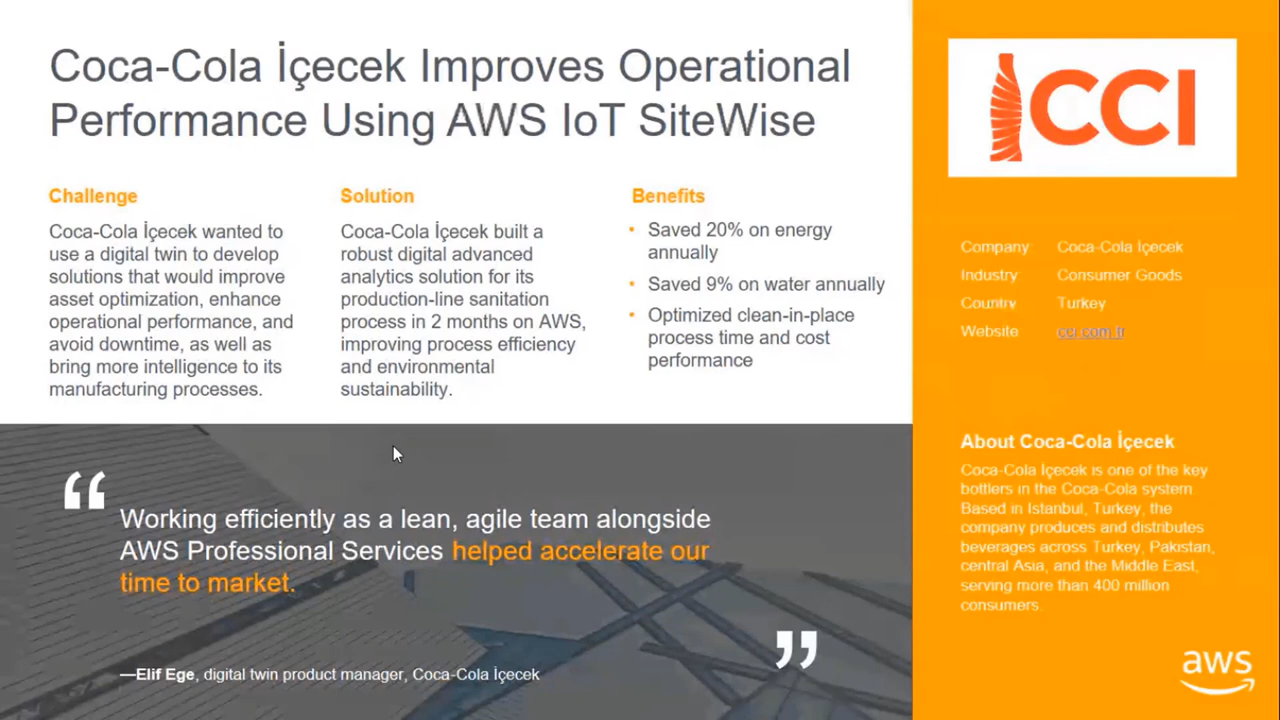 Coca-Cola İçecek Improves Operational
Performance Using AWS IoT SiteWise
Challenge
Coca-Cola İçecek wanted to
use a digital twin to develop
solutions that would improve
asset optimization, enhance
operational performance, and
avoid downtime, as well as
bring more intelligence to its
manufacturing processes.
Solution
Coca-Cola İçecek built a
robust digital advanced
analytics solution for its
production-line sanitation
process in 2 months on AWS,
improving process efficiency
and environmental
sustainability.
Benefits
• Saved 20% on energy
annually
• Saved 9% on water annually
• Optimized clean-in-place
process time and cost
performance
“
Working efficiently as a lean, agile team alongside
AWS Professional Services helped accelerate our
time to market.
”
—Elif Ege, digital twin product manager, Coca-Cola İçecek
CCI
Company Coca-Cola İçecek
Industry Consumer Goods
Country Turkey
Website cci.com.tr
About Coca-Cola İçecek
Coca-Cola İçecek is one of the key
bottlers in the Coca-Cola system.
Based in Istanbul, Turkey, the
company produces and distributes
beverages across Turkey, Pakistan,
central Asia, and the Middle East,
serving more than 400 million
consumers.
aws